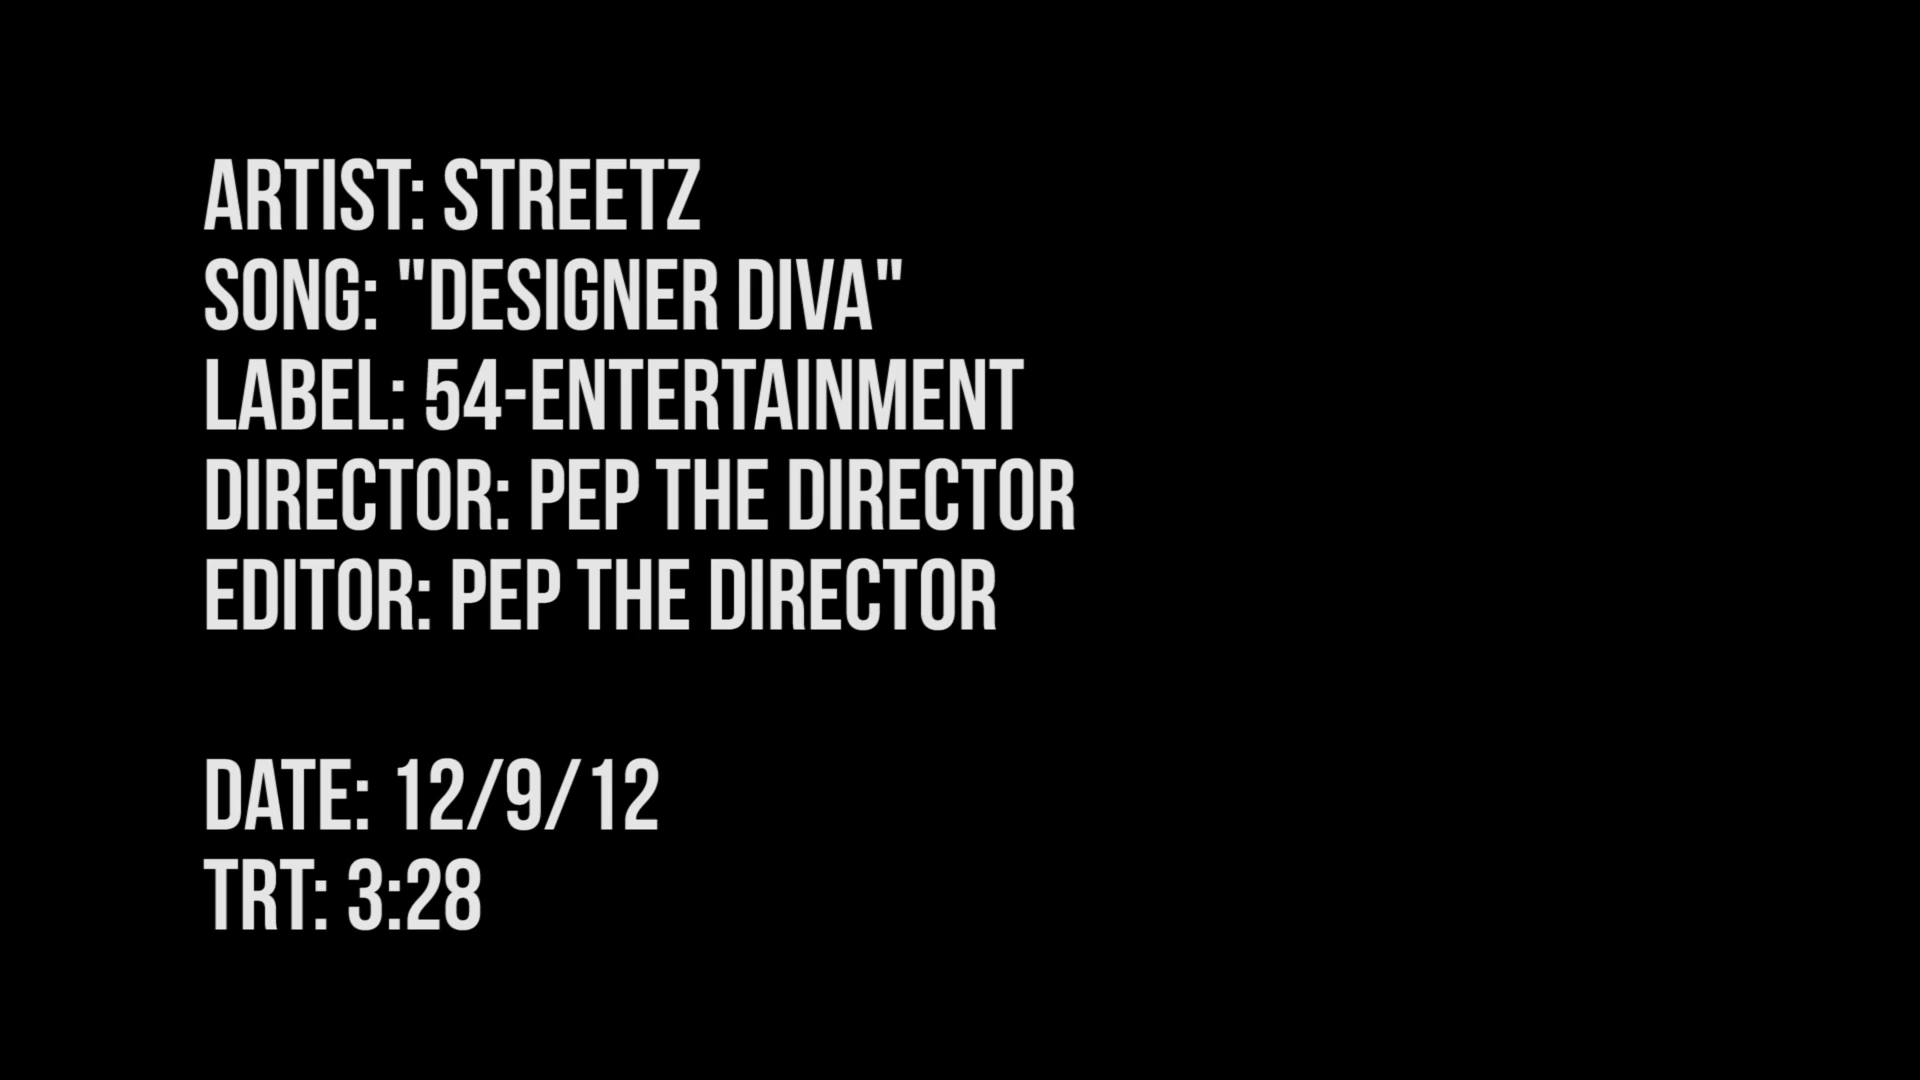 ARTIST: STREETZ
SONG: "DESIGNER DIVA"
LABEL: 54-ENTERTAINMENT
DIRECTOR: PEP THE DIRECTOR
EDITOR: PEP THE DIRECTOR
DATE: 12/9/12
TRT: 3:28